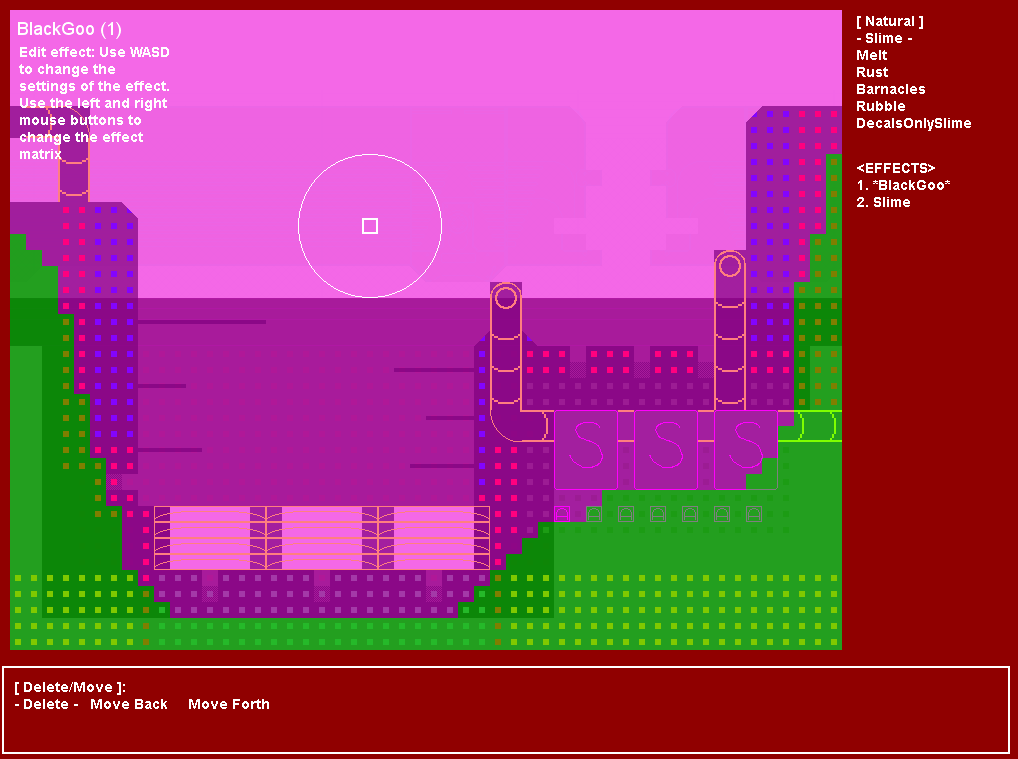 BlackGoo (1)
Edit effect: Use WASD
to change the
settings of the effect.
Use the left and right
mouse buttons to
change the effect
matrix
[ Natural ]
- Slime -
Melt
Rust
Barnacles
Rubble
DecalsOnlySlime
<EFFECTS>
1. *BlackGoo*
2. Slime
S S S
[ Delete/Move ]:
- Delete - Move Back Move Forth